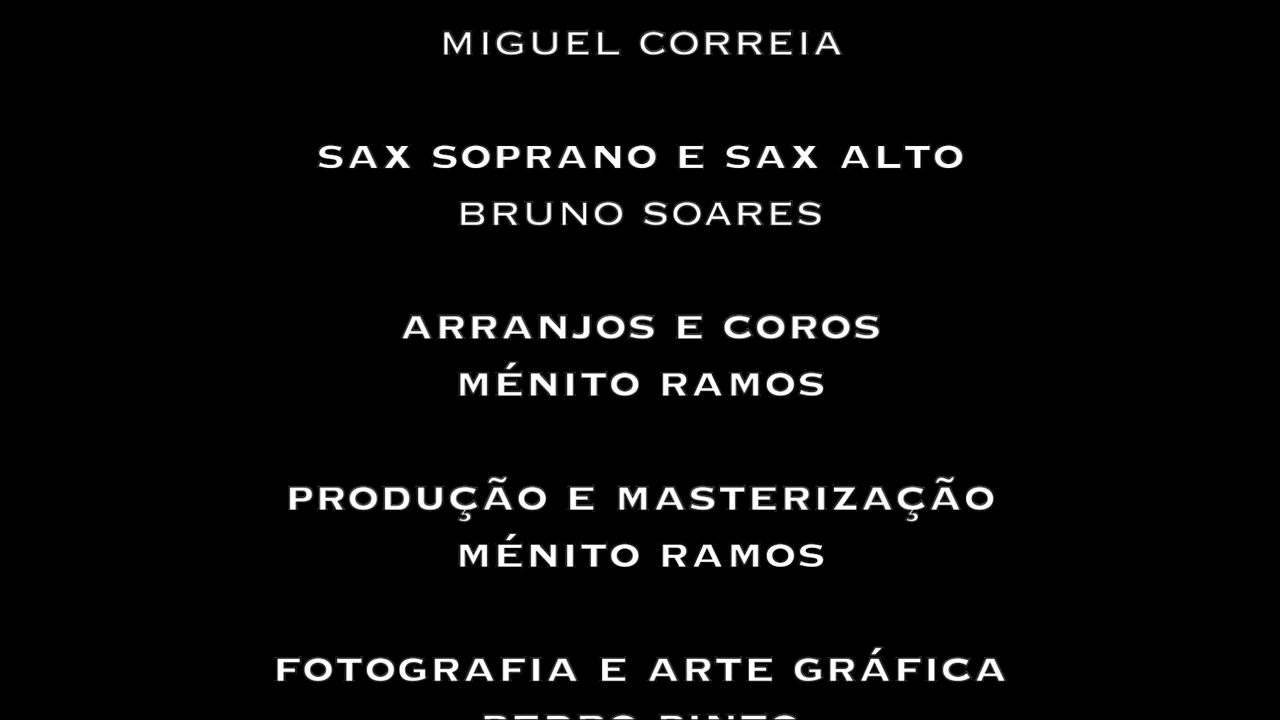 MIGUEL CORREIA
SAX SOPRANO E SAX ALTO
BRUNO SOARES
ARRANJOS E COROS
MÉNITO RAMOS
PRODUÇÃO E MASTERIZAÇÃO
MÉNITO RAMOS
FOTOGRAFIA E ARTE GRÁFICA